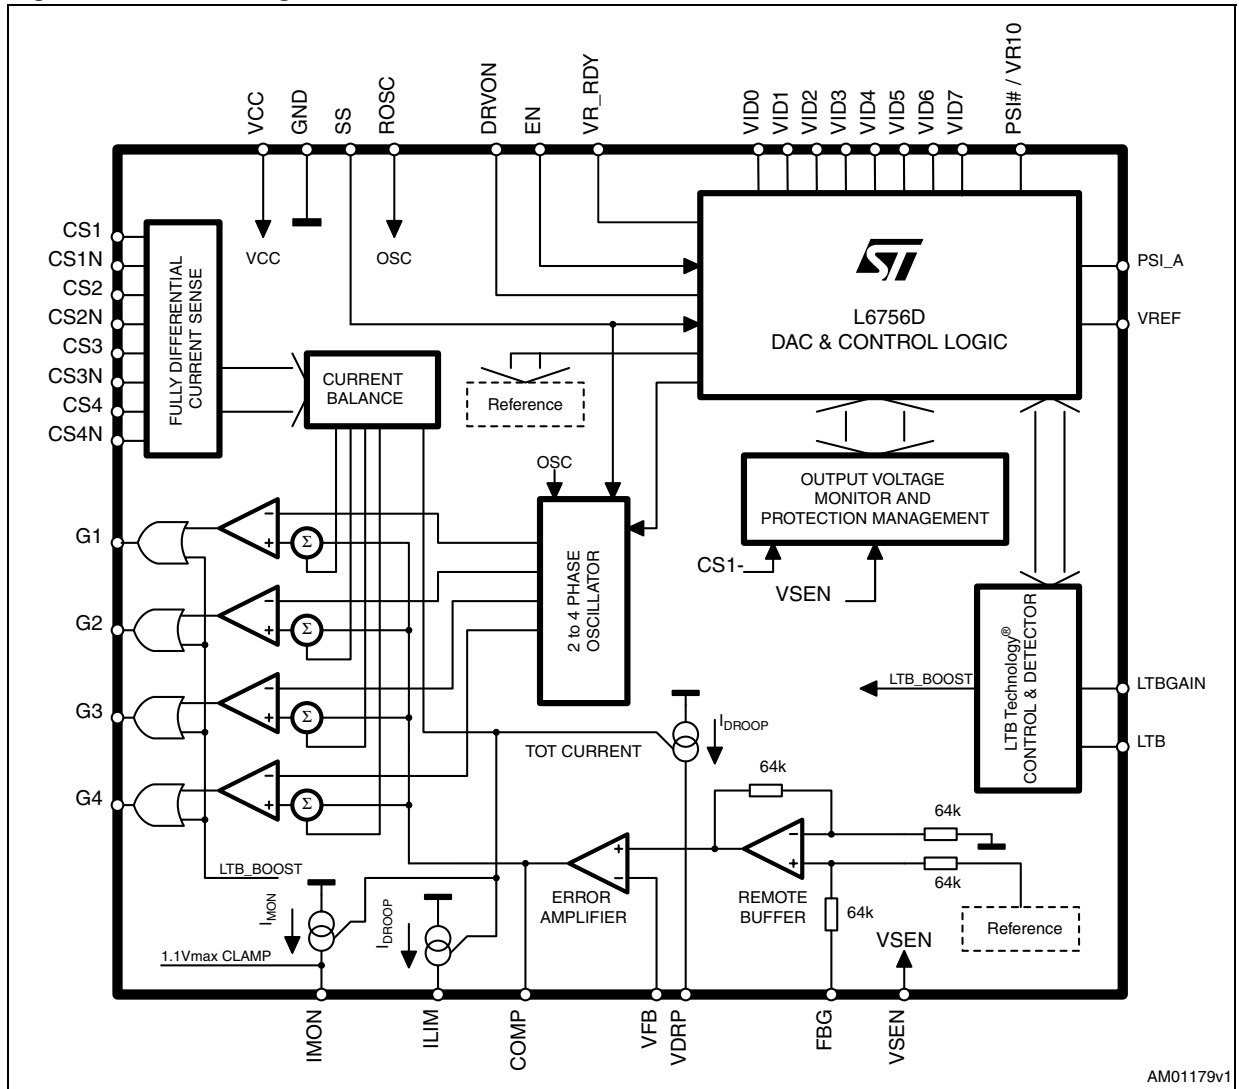 VCC
GND
SS
ROSC
DRVON
EN
VR_RDY
VID0
VID1
VID2
VID3
VID4
VID5
VID6
VID7
PSI# / VR10
CS1
CS1N
CS2
CS2N
CS3
CS3N
CS4
CS4N
FULLY DIFFERENTIAL
CURRENT SENSE
VCC
OSC
ST
L6756D
DAC & CONTROL LOGIC
PSI_A
VREF
CURRENT
BALANCE
Reference
OSC
OUTPUT VOLTAGE
MONITOR AND
PROTECTION MANAGEMENT
CS1-
VSEN
G1
G2
G3
G4
Σ
Σ
Σ
Σ
-
+
-
+
-
+
-
+
2 to 4 PHASE
OSCILLATOR
LTB Technology®
CONTROL & DETECTOR
LTB_BOOST
LTBGAIN
LTB
TOT CURRENT
IDROOP
64k
64k
64k
64k
+
-
-
+
ERROR
AMPLIFIER
REMOTE
BUFFER
LTB_BOOST
IMON
IDROOP
1.1Vmax CLAMP
VSEN
Reference
IMON
ILIM
COMP
VFB
VDRP
FBG
VSEN
AM01179v1